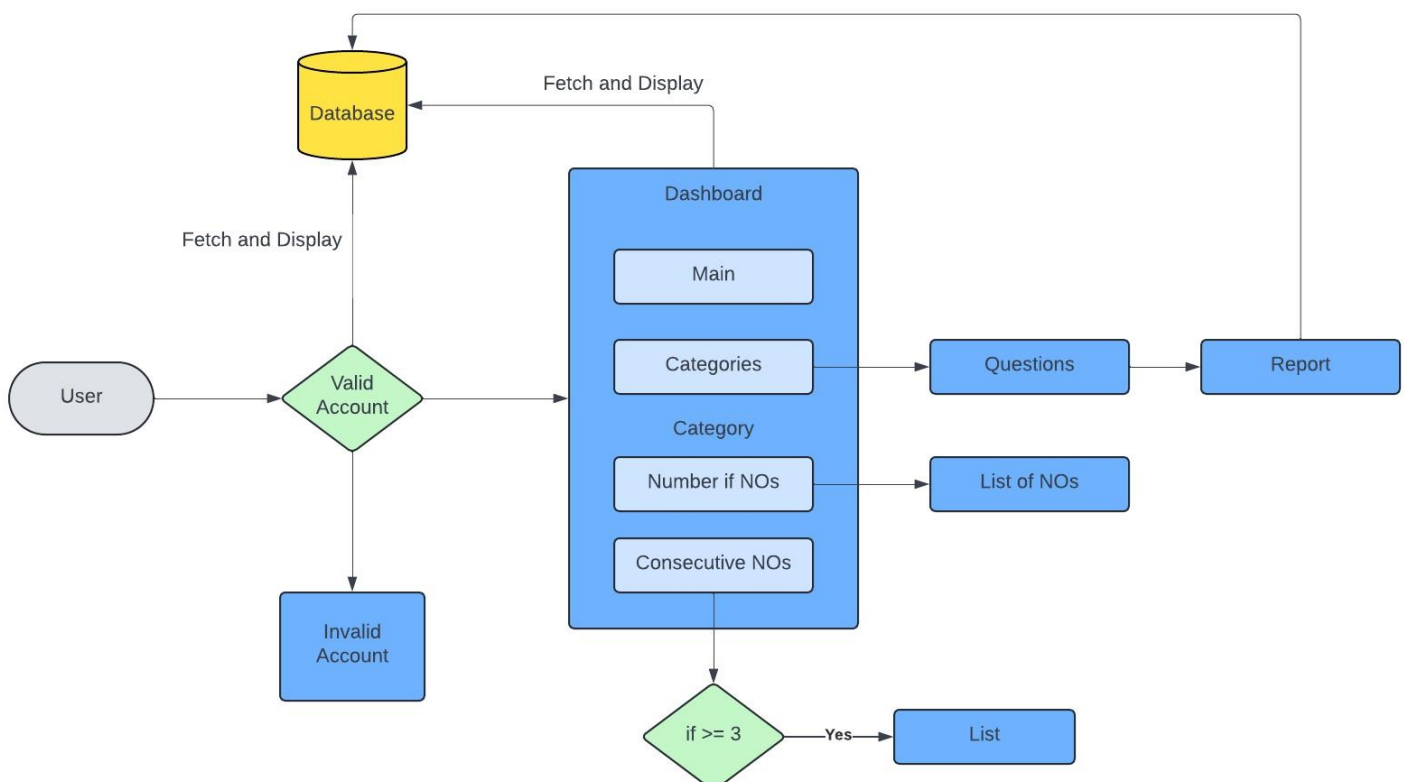 Fetch and Display
Database
Dashboard
Fetch and Display
Main
Categories
Questions
Report
User
Valid
Account
Category
Number if NOs
List of NOs
Consecutive NOs
Invalid
Account
if >= 3
Yes
List